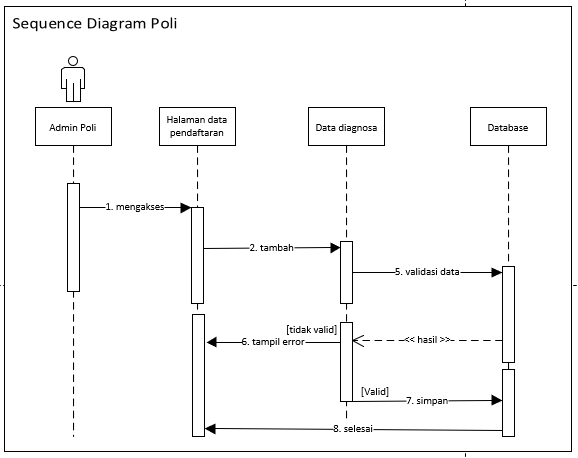 Sequence Diagram Poli
Admin Poli
Halaman data
pendaftaran
Data diagnosa
Database
1. mengakses
2. tambah
5. validasi data
[tidak valid]
6. tampil error
<< hasil >>
[Valid]
7. simpan
8. selesai